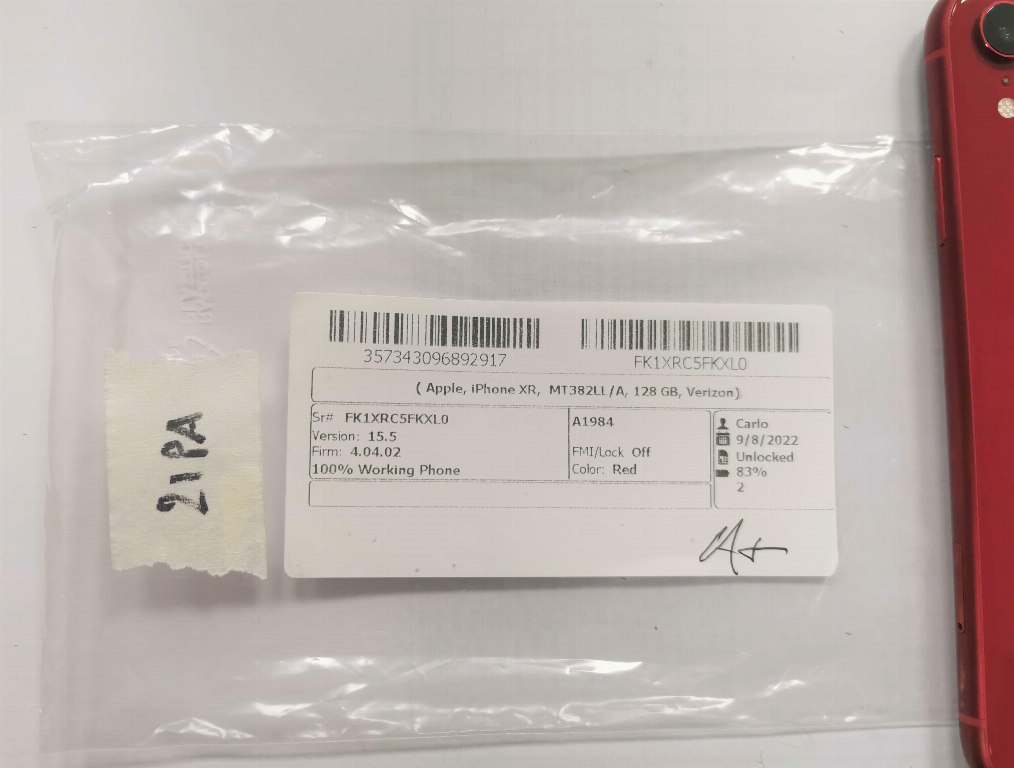 357343096892917
FK1XRC5FKXL0
( Apple, iPhone XR, MT382LL/A, 128 GB, Verizon)
Sr# FK1XRC5FKXL0
Version: 15.5
Firm: 4.04.02
100% Working Phone
A1984
FMI/Lock Off
Color: Red
Carlo
9/8/2022
Unlocked
83%
2
21PA